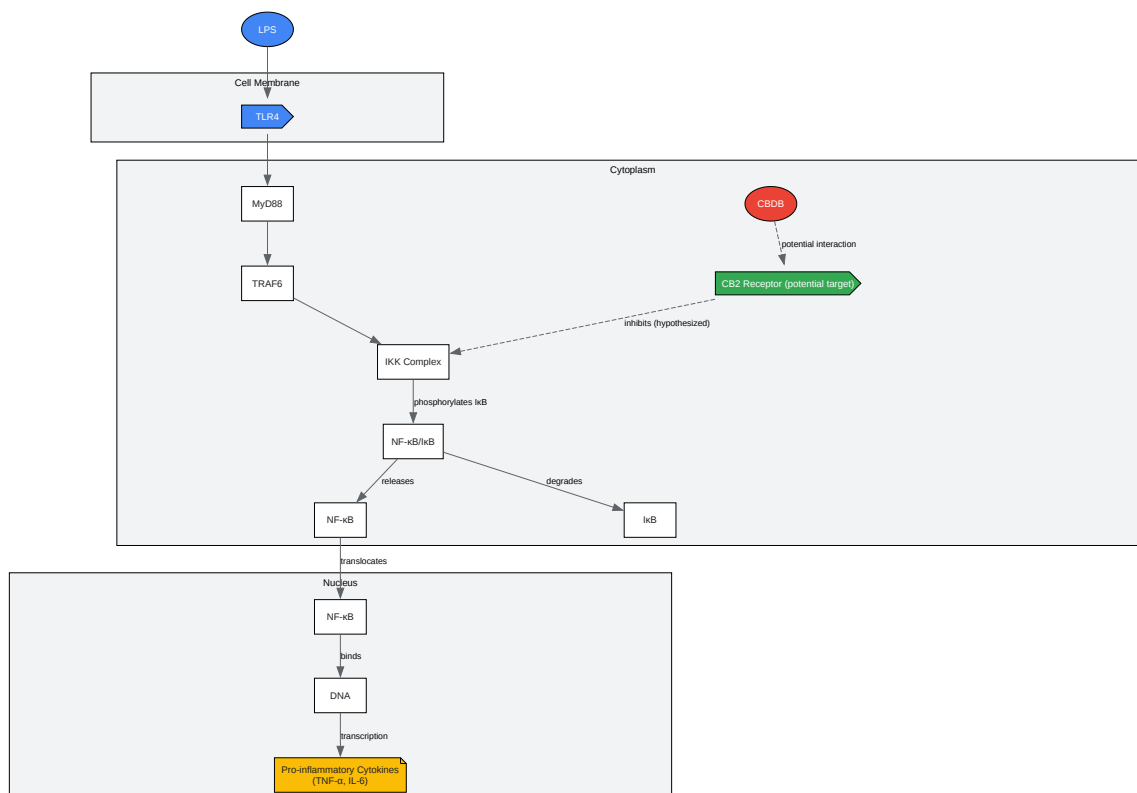 LPS
Cell Membrane
TLR4
Cytoplasm
MyD88
CBDB
potential interaction
TRAF6
CB2 Receptor (potential target)
inhibits (hypothesized)
IKK Complex
phosphorylates IκB
NF-κB/IκB
releases
degrades
NF-κB
IκB
translocates
Nucleus
NF-κB
binds
DNA
transcription
Pro-inflammatory Cytokines
(TNF-α, IL-6)